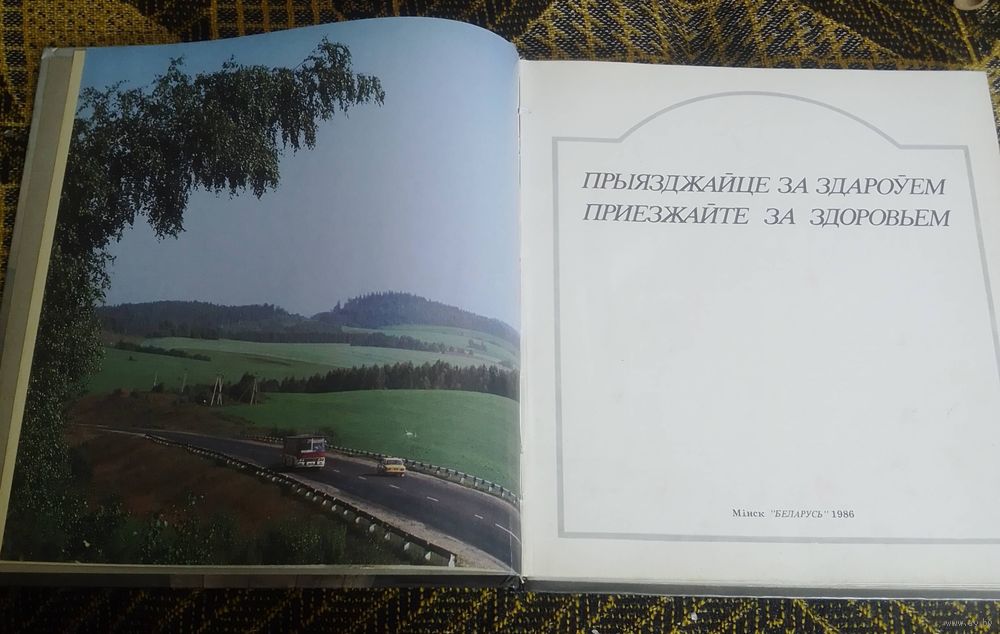 ПРЫЯЗДЖАЙЦЕ ЗА ЗДАРОЎЕМ
ПРИЕЗЖАЙТЕ ЗА ЗДОРОВЬЕМ
Мінск "БЕЛАРУСЬ" 1986